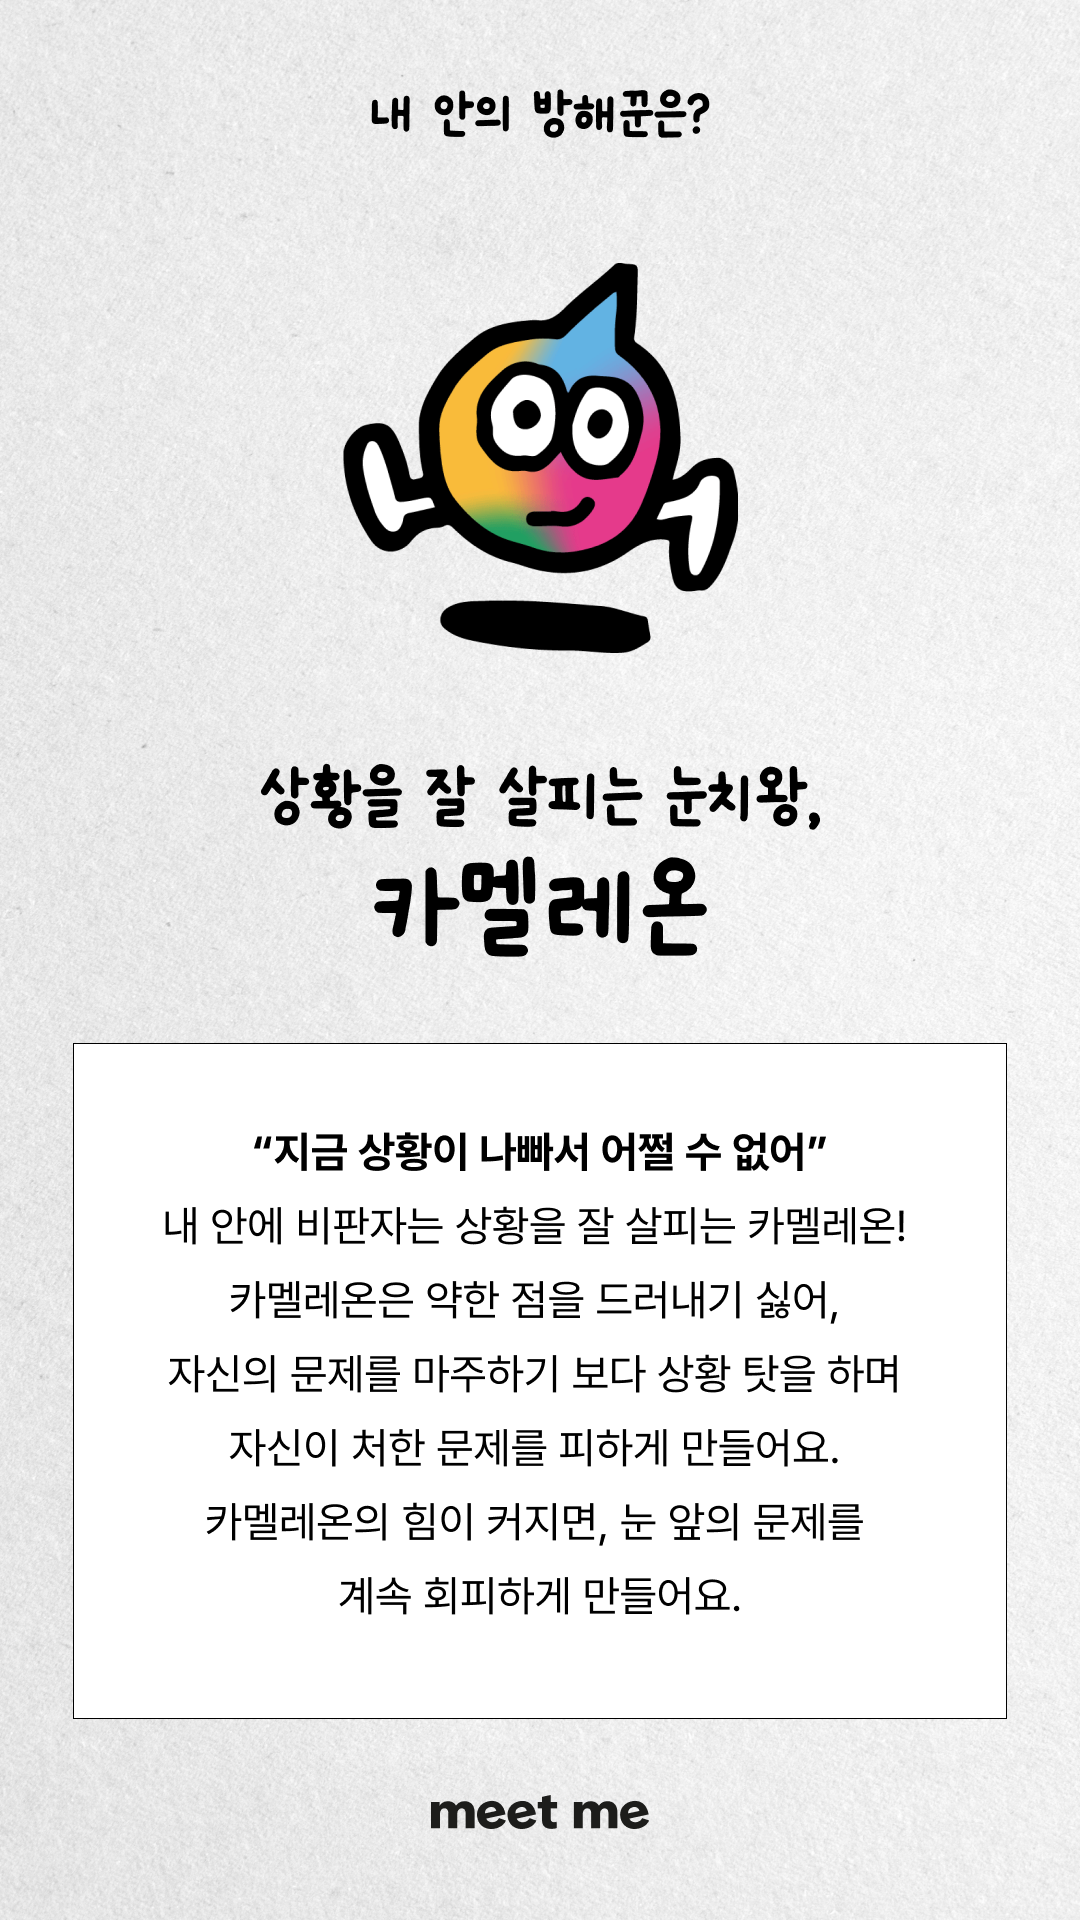 내 안의 방해꾼은?
상황을 잘 살피는 눈치왕,
카멜레온
“지금 상황이 나빠서 어쩔 수 없어”
내 안에 비판자는 상황을 잘 살피는 카멜레온!
카멜레온은 약한 점을 드러내기 싫어,
자신의 문제를 마주하기 보다 상황 탓을 하며
자신이 처한 문제를 피하게 만들어요.
카멜레온의 힘이 커지면, 눈 앞의 문제를
계속 회피하게 만들어요.
meet me